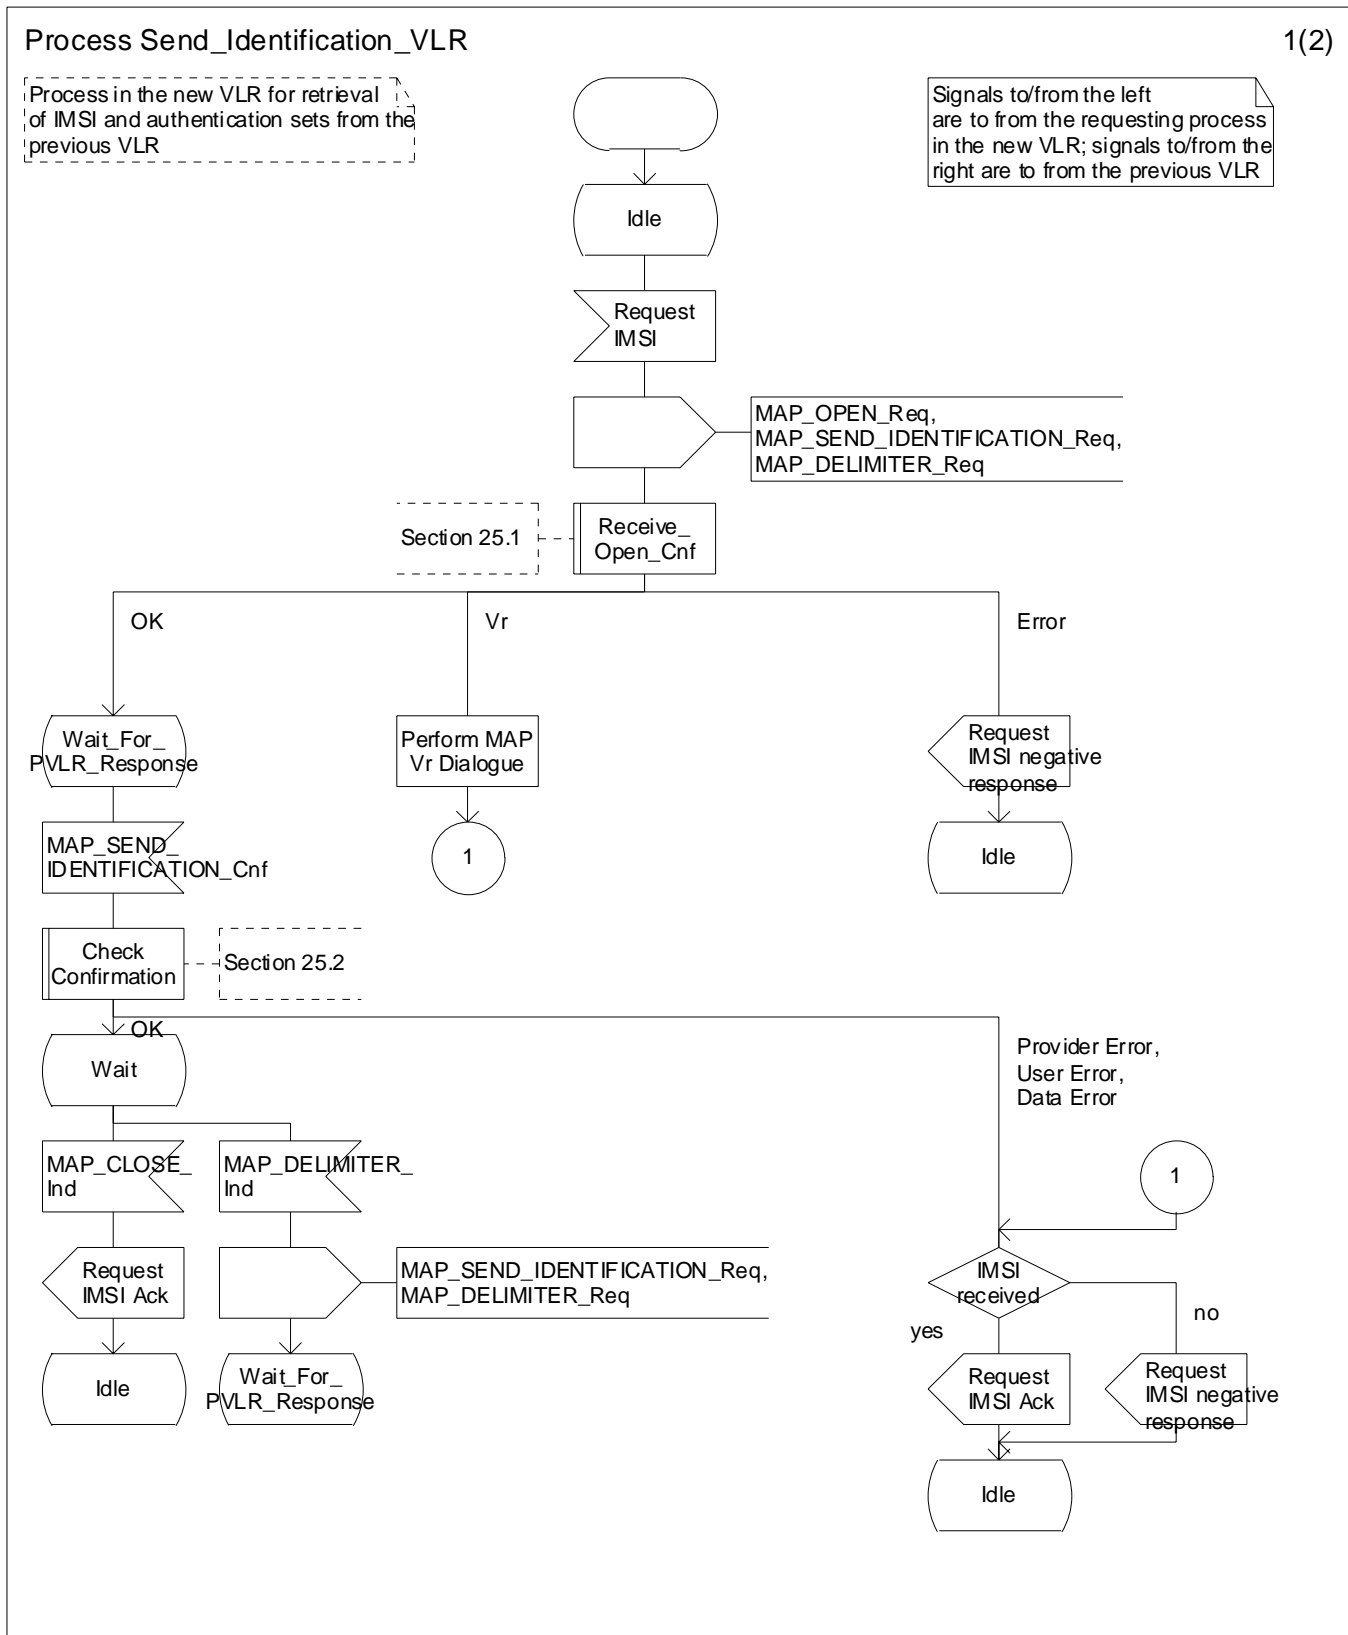 Process Send_Identification_VLR
1(2)
Process in the new VLR for retrieval
of IMSI and authentication sets from the
previous VLR
Signals to/from the left
are to from the requesting process
in the new VLR; signals to/from the
right are to from the previous VLR
Idle
Request
IMSI
MAP_OPEN_Req,
MAP_SEND_IDENTIFICATION_Req,
MAP_DELIMITER_Req
Section 25.1
Receive_
Open_Cnf
OK
Vr
Error
Wait_For_
PVLR_Response
Perform MAP
Vr Dialogue
Request
IMSI negative
response
MAP_SEND_
IDENTIFICATION_Cnf
1
Idle
Check
Confirmation
Section 25.2
OK
Wait
Provider Error,
User Error,
Data Error
MAP_CLOSE_
Ind
MAP_DELIMITER_
Ind
1
Request
IMSI Ack
MAP_SEND_IDENTIFICATION_Req,
MAP_DELIMITER_Req
IMSI
received
yes
no
Idle
Wait_For_
PVLR_Response
Request
IMSI Ack
Request
IMSI negative
response
Idle